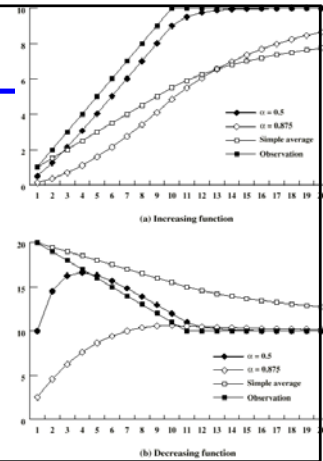 10
8
6
4
2
0
α = 0.5
α = 0.875
Simple average
Observation
1 2 3 4 5 6 7 8 9 10 11 12 13 14 15 16 17 18 19 20
(a) Increasing function
20
15
10
5
0
α = 0.5
α = 0.875
Simple average
Observation
1 2 3 4 5 6 7 8 9 10 11 12 13 14 15 16 17 18 19
(b) Decreasing function